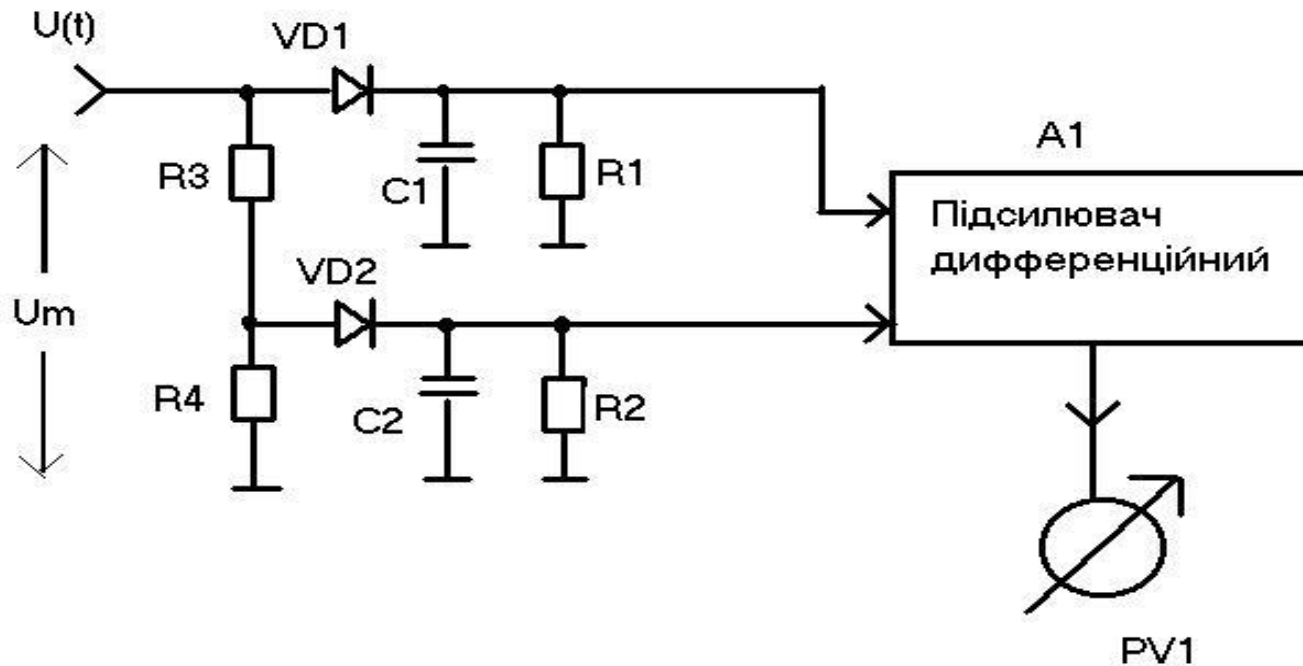 U(t)
VD1
A1
R3
C1
R1
Підсилювач
дифференційний
VD2
Um
R4
C2
R2
PV1